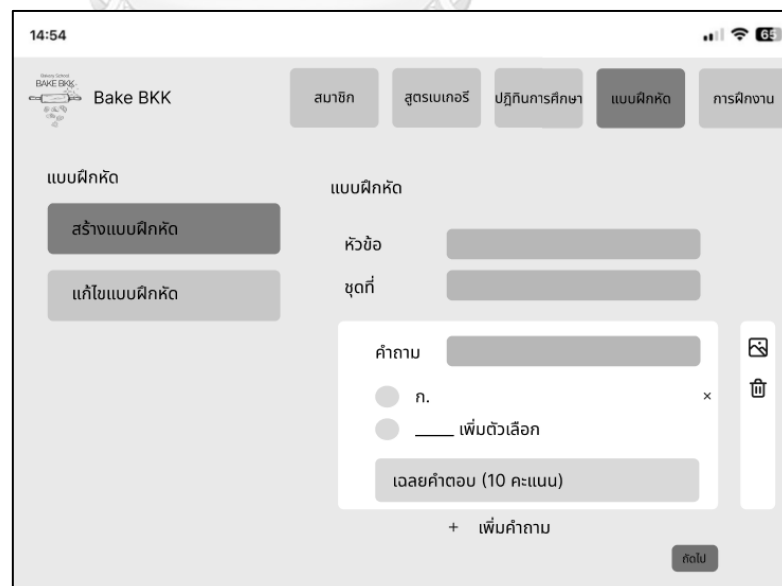 14:54
65
Bakery School
BAKE BKK
Bake BKK
สมาชิก
สูตรเบเกอรี
ปฏิทินการศึกษา
แบบฝึกหัด
การฝึกงาน
แบบฝึกหัด
สร้างแบบฝึกหัด
แก้ไขแบบฝึกหัด
แบบฝึกหัด
หัวข้อ
ชุดที่
คำถาม
ก. ×
_____ เพิ่มตัวเลือก
เฉลยคำตอบ (10 คะแนน)
+ เพิ่มคำถาม
ถัดไป